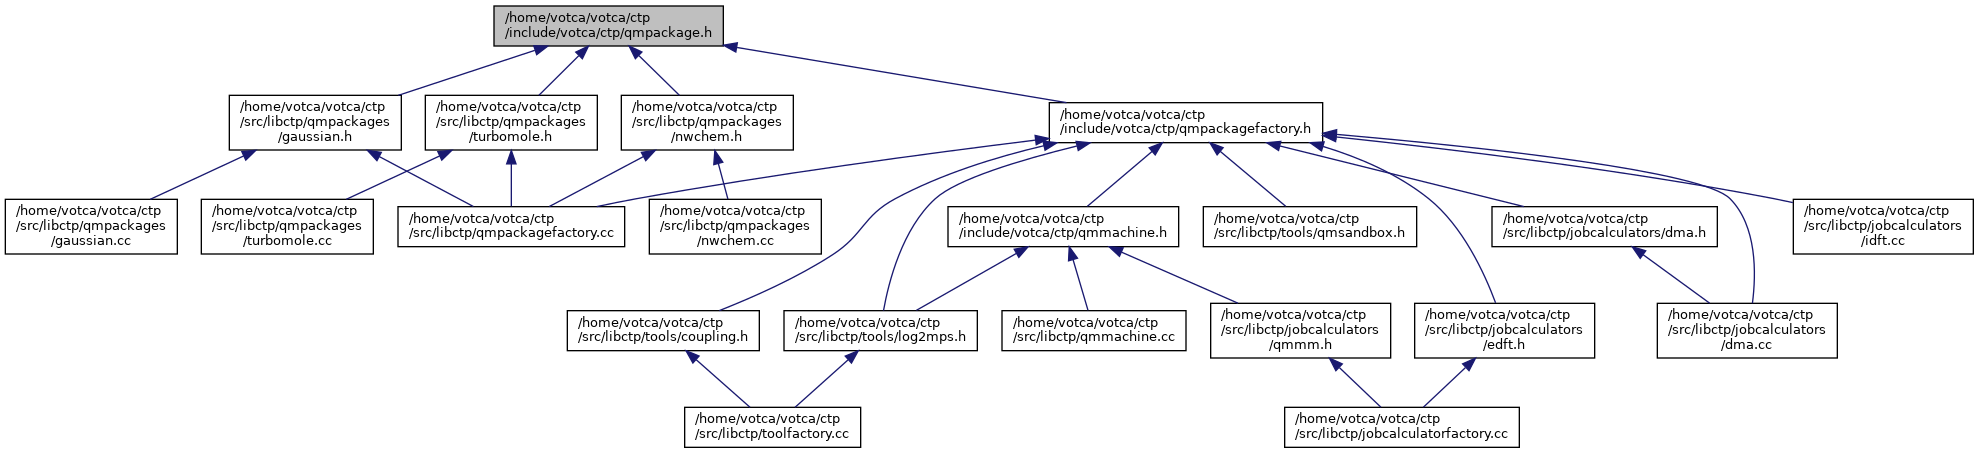 /home/votca/votca/ctp
/include/votca/ctp/qmpackage.h
/home/votca/votca/ctp
/src/libctp/qmpackages
/gaussian.h
/home/votca/votca/ctp
/src/libctp/qmpackages
/turbomole.h
/home/votca/votca/ctp
/src/libctp/qmpackages
/nwchem.h
/home/votca/votca/ctp
/include/votca/ctp/qmpackagefactory.h
/home/votca/votca/ctp
/src/libctp/qmpackages
/gaussian.cc
/home/votca/votca/ctp
/src/libctp/qmpackages
/turbomole.cc
/home/votca/votca/ctp
/src/libctp/qmpackagefactory.cc
/home/votca/votca/ctp
/src/libctp/qmpackages
/nwchem.cc
/home/votca/votca/ctp
/include/votca/ctp/qmmachine.h
/home/votca/votca/ctp
/src/libctp/tools/qmsandbox.h
/home/votca/votca/ctp
/src/libctp/jobcalculators/dma.h
/home/votca/votca/ctp
/src/libctp/jobcalculators
/idft.cc
/home/votca/votca/ctp
/src/libctp/tools/coupling.h
/home/votca/votca/ctp
/src/libctp/tools/log2mps.h
/home/votca/votca/ctp
/src/libctp/qmmachine.cc
/home/votca/votca/ctp
/src/libctp/jobcalculators
/qmmm.h
/home/votca/votca/ctp
/src/libctp/jobcalculators
/edft.h
/home/votca/votca/ctp
/src/libctp/jobcalculators
/dma.cc
/home/votca/votca/ctp
/src/libctp/toolfactory.cc
/home/votca/votca/ctp
/src/libctp/jobcalculatorfactory.cc